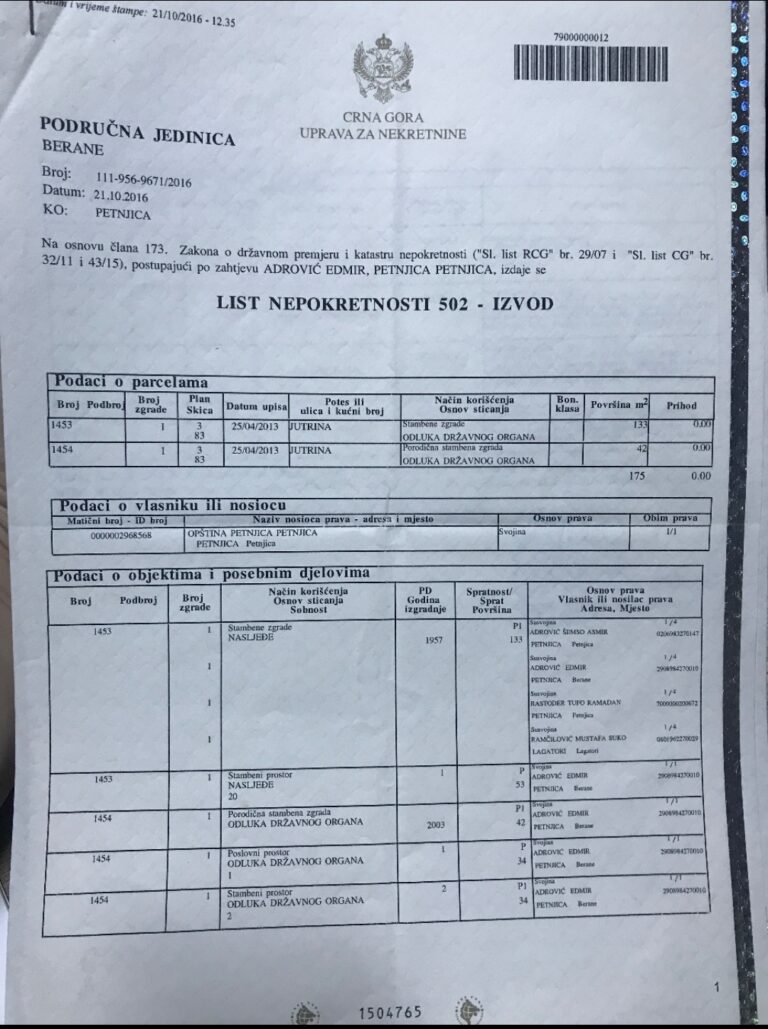 Datum i vrijeme štampe: 21/10/2016 - 12.35
79000000012
CRNA GORA
UPRAVA ZA NEKRETNINE
PODRUČNA JEDINICA
BERANE
Broj: 111-956-9671/2016
Datum: 21.10.2016
KO: PETNJICA
Na osnovu člana 173. Zakona o državnom premjeru i katastru nepokretnosti ("Sl. list RCG" br. 29/07 i "Sl. list CG" br.
32/11 i 43/15), postupajući po zahtjevu ADROVIĆ EDMIR, PETNJICA PETNJICA, izdaje se
LIST NEPOKRETNOSTI 502 - IZVOD
Podaci o parcelama
Broj Podbroj Broj zgrade Plan Skica Datum upisa Potes ili ulica i kućni broj Način korišćenja Osnov sticanja Bon. klasa Površina m² Prihod
1453 1 3 83 25/04/2013 JUTRINA Stambene zgrade ODLUKA DRŽAVNOG ORGANA 133 0.00
1454 1 3 83 25/04/2013 JUTRINA Porodična stambena zgrada ODLUKA DRŽAVNOG ORGANA 42 0.00
175 0.00
Podaci o vlasniku ili nosiocu
Matični broj - ID broj Naziv nosioca prava - adresa i mjesto Osnov prava Obim prava
0000002968568 OPŠTINA PETNJICA PETNJICA Svojina 1/1
PETNJICA Petnjica
Podaci o objektima i posebnim djelovima
Broj Podbroj Broj zgrade Način korišćenja Osnov sticanja Sobnost PD Godina izgradnje Spratnost/ Sprat Površina Osnov prava Vlasnik ili nosilac prava Adresa, Mjesto
1453 1 Stambene zgrade NASLJEĐE 1957 P1 133 Susvojina 1/4
ADROVIĆ ŠEMSO ASMIR 0206983270147
PETNJICA Petnjica
1 Susvojina 1/4
ADROVIĆ EDMIR 2908984270010
PETNJICA Berane
1 Susvojina 1/4
RASTODER TUFO RAMADAN
PETNJICA Petnjica
1 Susvojina 1/4
RAMČILOVIĆ MUSTAFA SUKO
LAGATORI Lagatori
1453 1 Stambeni prostor NASLJEĐE 20 1 P 53 Svojina 1/1
ADROVIĆ EDMIR 2908984270010
PETNJICA Berane
1454 1 Porodična stambena zgrada ODLUKA DRŽAVNOG ORGANA 2003 P1 42 Svojina 1/1
ADROVIĆ EDMIR 2908984270010
PETNJICA Berane
1454 1 Poslovni prostor ODLUKA DRŽAVNOG ORGANA 1 1 P 34 Svojina 1/1
ADROVIĆ EDMIR 2908984270010
PETNJICA Berane
1454 1 Stambeni prostor ODLUKA DRŽAVNOG ORGANA 2 2 P1 34 Svojina 1/1
ADROVIĆ EDMIR 2908984270010
PETNJICA Berane
1
1504765